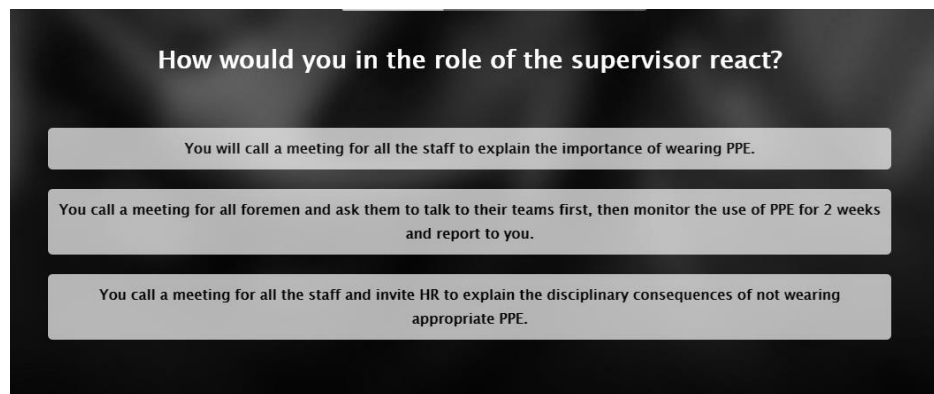 How would you in the role of the supervisor react?
You will call a meeting for all the staff to explain the importance of wearing PPE.
You call a meeting for all foremen and ask them to talk to their teams first, then monitor the use of PPE for 2 weeks
and report to you.
You call a meeting for all the staff and invite HR to explain the disciplinary consequences of not wearing
appropriate PPE.